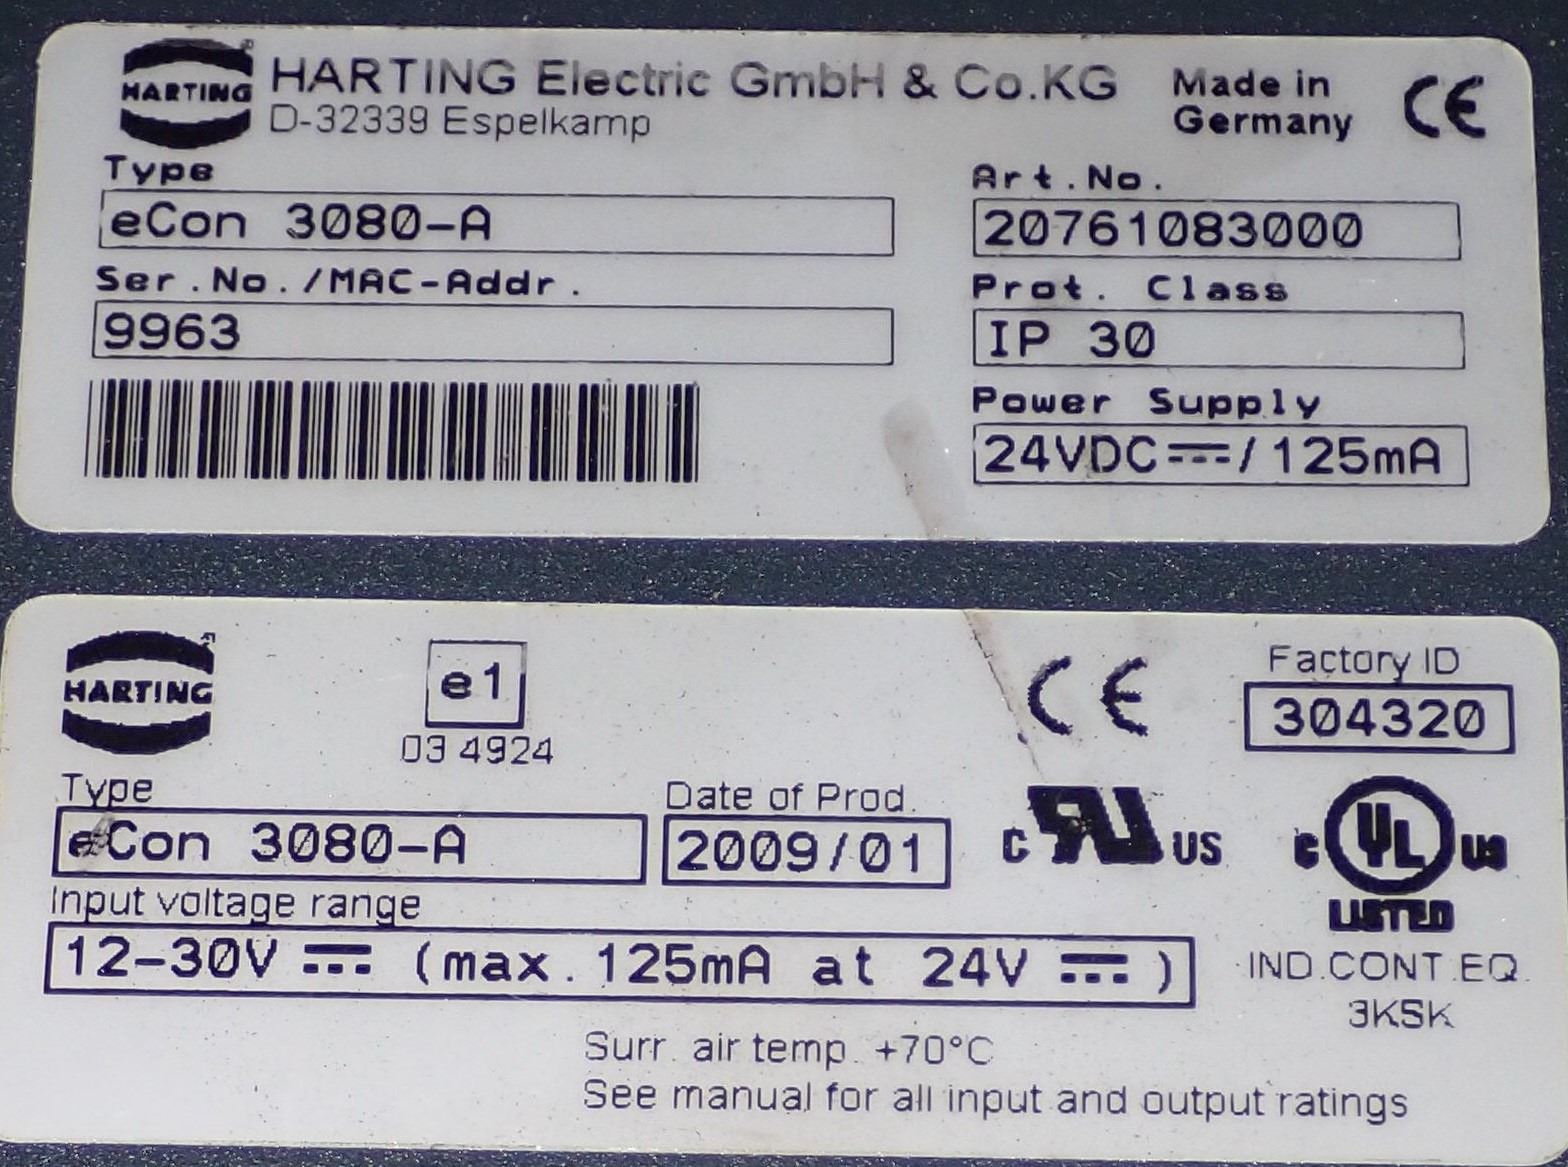 HARTING
HARTING Electric GmbH & Co.KG
D-32339 Espelkamp
Made in
Germany
CE
Type
eCon 3080-A
Art.No.
20761083000
Ser.No./MAC-Addr.
9963
Prot. Class
IP 30
Power Supply
24VDC⎓/125mA
HARTING
e1
03 4924
CE
Factory ID
304320
Type
eCon 3080-A
Date of Prod.
2009/01
c RU US
c UL us
LISTED
Input voltage range
12-30V ⎓ (max.125mA at 24V ⎓ )
IND.CONT.EQ.
3KSK
Surr. air temp. +70°C
See manual for all input and output ratings